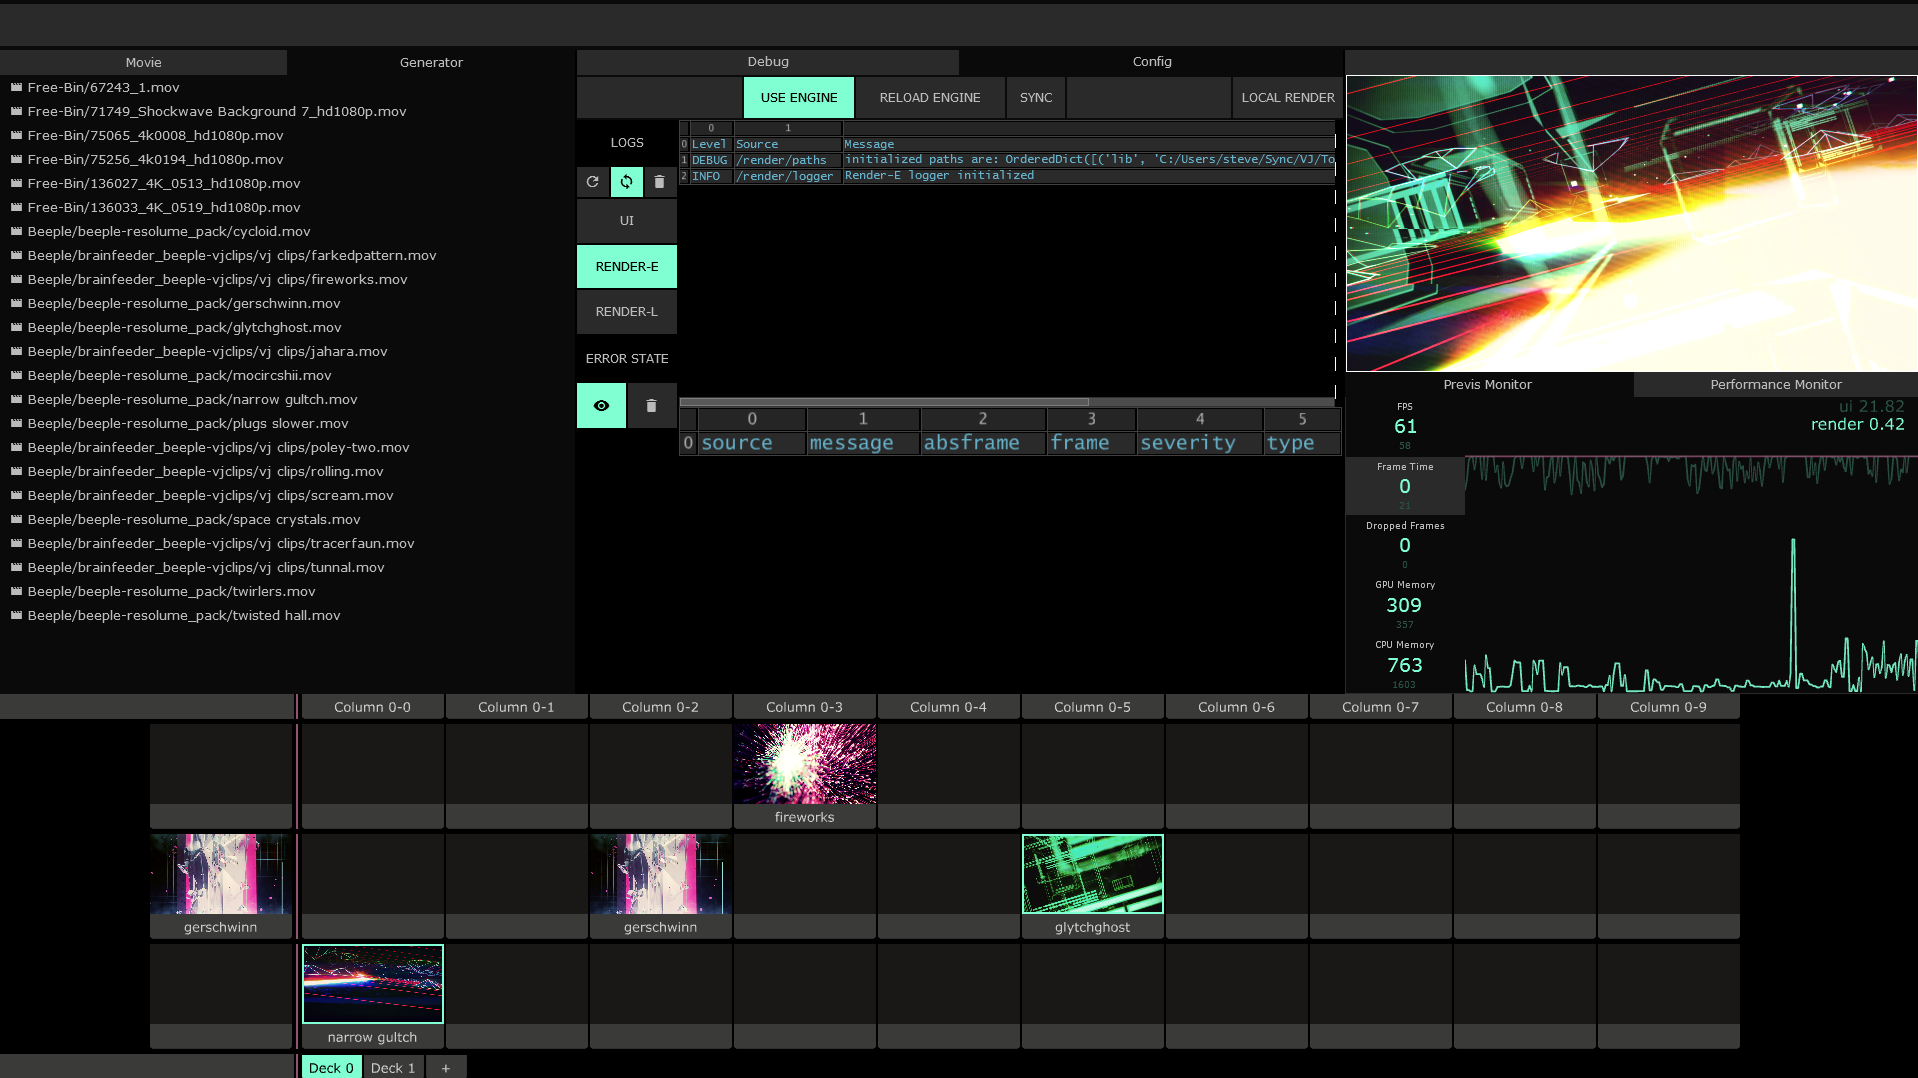 Movie
Generator
Free-Bin/67243_1.mov
Free-Bin/71749_Shockwave Background 7_hd1080p.mov
Free-Bin/75065_4k0008_hd1080p.mov
Free-Bin/75256_4k0194_hd1080p.mov
Free-Bin/136027_4K_0513_hd1080p.mov
Free-Bin/136033_4K_0519_hd1080p.mov
Beeple/beeple-resolume_pack/cycloid.mov
Beeple/brainfeeder_beeple-vjclips/vj clips/farkedpattern.mov
Beeple/brainfeeder_beeple-vjclips/vj clips/fireworks.mov
Beeple/beeple-resolume_pack/gerschwinn.mov
Beeple/beeple-resolume_pack/glytchghost.mov
Beeple/brainfeeder_beeple-vjclips/vj clips/jahara.mov
Beeple/beeple-resolume_pack/mocircshii.mov
Beeple/beeple-resolume_pack/narrow gultch.mov
Beeple/beeple-resolume_pack/plugs slower.mov
Beeple/brainfeeder_beeple-vjclips/vj clips/poley-two.mov
Beeple/brainfeeder_beeple-vjclips/vj clips/rolling.mov
Beeple/brainfeeder_beeple-vjclips/vj clips/scream.mov
Beeple/beeple-resolume_pack/space crystals.mov
Beeple/brainfeeder_beeple-vjclips/vj clips/tracerfaun.mov
Beeple/brainfeeder_beeple-vjclips/vj clips/tunnal.mov
Beeple/beeple-resolume_pack/twirlers.mov
Beeple/beeple-resolume_pack/twisted hall.mov
Debug
Config
USE ENGINE
RELOAD ENGINE
SYNC
LOCAL RENDER
LOGS
UI
RENDER-E
RENDER-L
ERROR STATE
0 1
0 Level Source Message
1 DEBUG /render/paths initialized paths are: OrderedDict([('lib', 'C:/Users/steve/Sync/VJ/To
2 INFO /render/logger Render-E logger initialized
0 1 2 3 4 5
0 source message absframe frame severity type
Previs Monitor
Performance Monitor
FPS
61
58
Frame Time
0
21
Dropped Frames
0
0
GPU Memory
309
357
CPU Memory
763
1603
ui 21.82
render 0.42
Column 0-0
Column 0-1
Column 0-2
Column 0-3
Column 0-4
Column 0-5
Column 0-6
Column 0-7
Column 0-8
Column 0-9
fireworks
gerschwinn
gerschwinn
glytchghost
narrow gultch
Deck 0
Deck 1
+